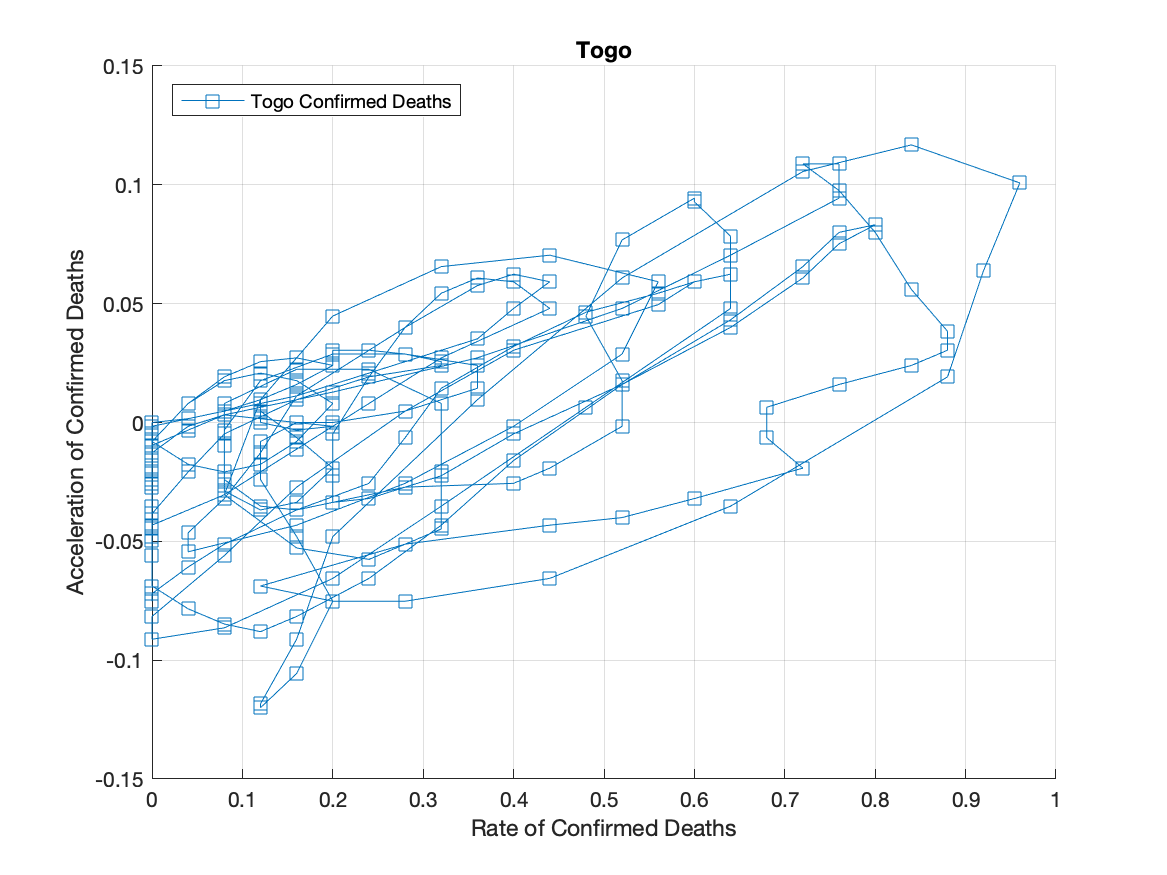 Togo
Togo Confirmed Deaths
0.15
0.1
0.05
0
-0.05
-0.1
-0.15
Acceleration of Confirmed Deaths
0 0.1 0.2 0.3 0.4 0.5 0.6 0.7 0.8 0.9 1
Rate of Confirmed Deaths